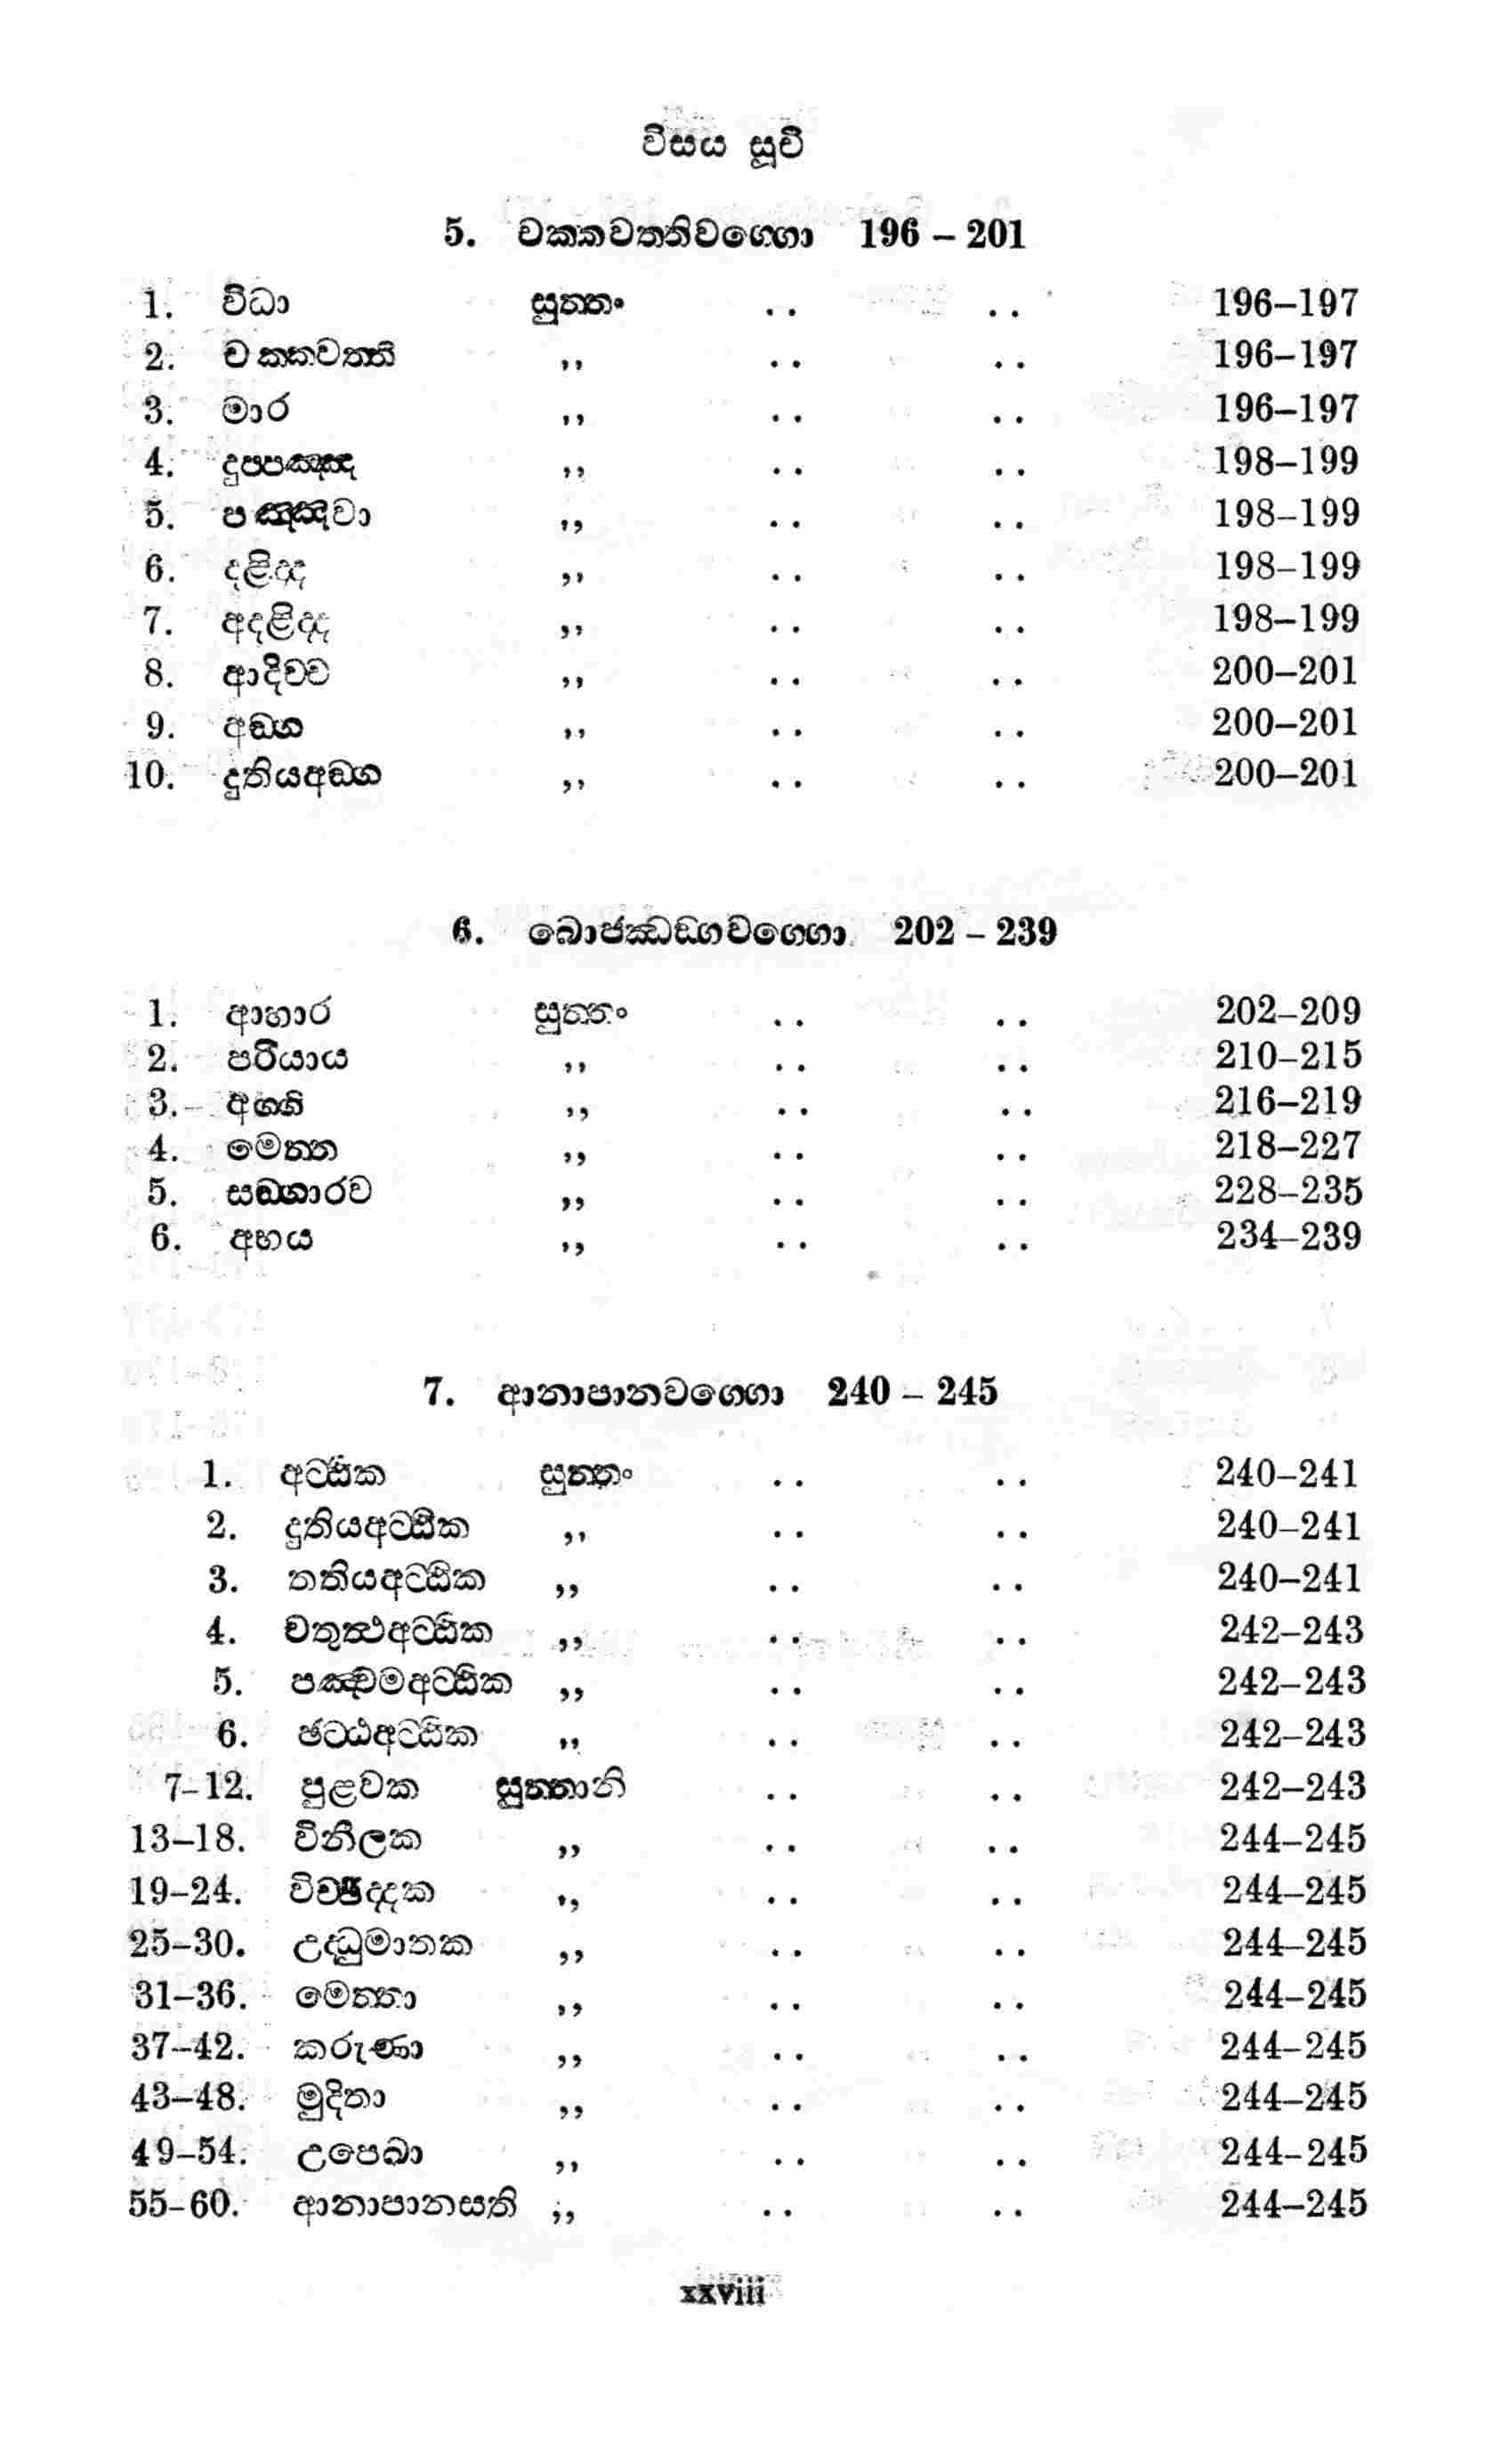 විසය සූචි
5. චක්කවත්තිවග්ගො 196 – 201
1. විධා සුත්තං .. .. 196–197
2. චක්කවත්ති ,, .. .. 196–197
3. මාර ,, .. .. 196–197
4. දුප්පඤ්ඤ ,, .. .. 198–199
5. පඤ්ඤවා ,, .. .. 198–199
6. දළිද්ද ,, .. .. 198–199
7. අදළිද්ද ,, .. .. 198–199
8. ආදිච්ච ,, .. .. 200–201
9. අඞ්ග ,, .. .. 200–201
10. දුතියඅඞ්ග ,, .. .. 200–201
6. බොජ්ඣඞ්ගවග්ගො 202 – 239
1. ආහාර සුත්තං .. .. 202–209
2. පරියාය ,, .. .. 210–215
3. අග්ගි ,, .. .. 216–219
4. මෙත්ත ,, .. .. 218–227
5. සඞ්ගාරව ,, .. .. 228–235
6. අභය ,, .. .. 234–239
7. ආනාපානවග්ගො 240 – 245
1. අට්ඨික සුත්තං .. .. 240–241
2. දුතියඅට්ඨික ,, .. .. 240–241
3. තතියඅට්ඨික ,, .. .. 240–241
4. චතුත්ථඅට්ඨික ,, .. .. 242–243
5. පඤ්චමඅට්ඨික ,, .. .. 242–243
6. ඡට්ඨඅට්ඨික ,, .. .. 242–243
7–12. පුළවක සුත්තානි .. .. 242–243
13–18. විනීලක ,, .. .. 244–245
19–24. විච්ඡිද්දක ,, .. .. 244–245
25–30. උද්ධුමාතක ,, .. .. 244–245
31–36. මෙත්තා ,, .. .. 244–245
37–42. කරුණා ,, .. .. 244–245
43–48. මුදිතා ,, .. .. 244–245
49–54. උපෙඛා ,, .. .. 244–245
55–60. ආනාපානසති ,, .. .. 244–245
xxviii